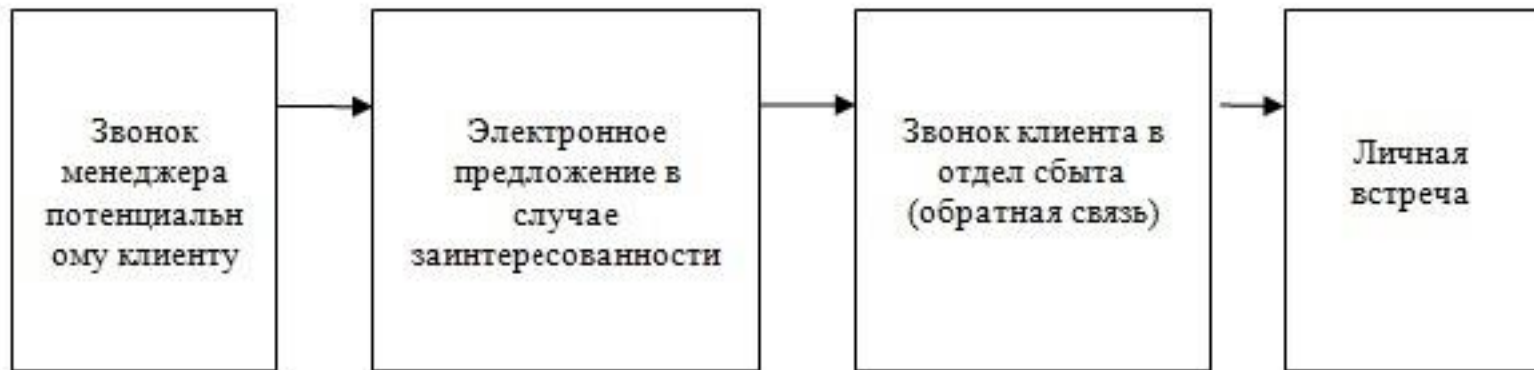 Звонок
менеджера
потенциальн
ому клиенту
Электронное
предложение в
случае
заинтересованности
Звонок клиента в
отдел сбыта
(обратная связь)
Личная
встреча